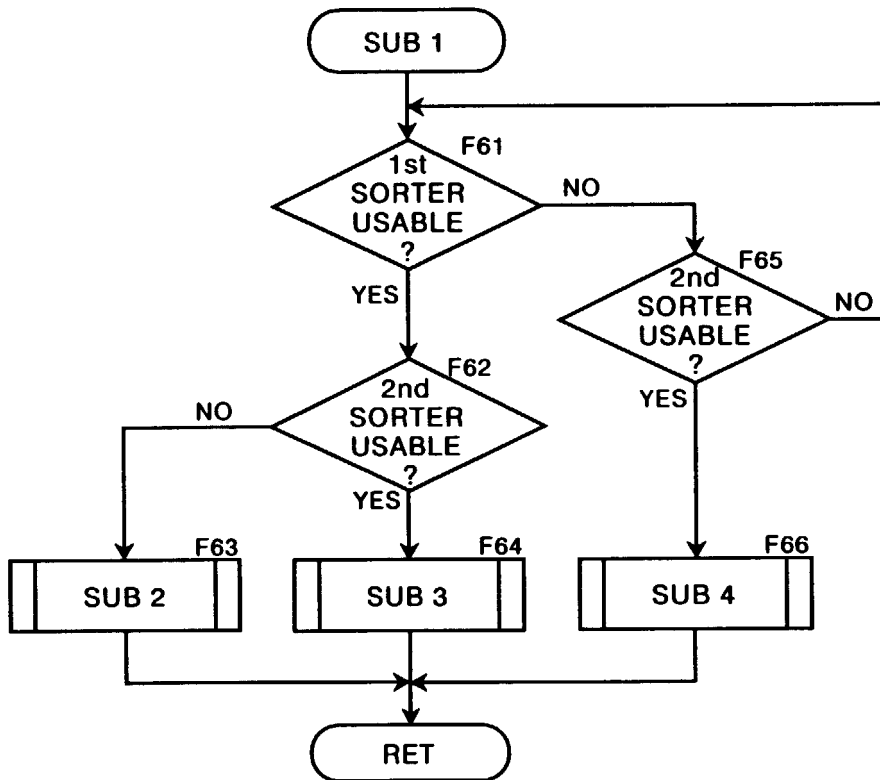 SUB 1
F61
1st
SORTER
USABLE
?
NO
YES
F65
2nd
SORTER
USABLE
?
NO
YES
F62
2nd
SORTER
USABLE
?
NO
YES
F63
SUB 2
F64
SUB 3
F66
SUB 4
RET